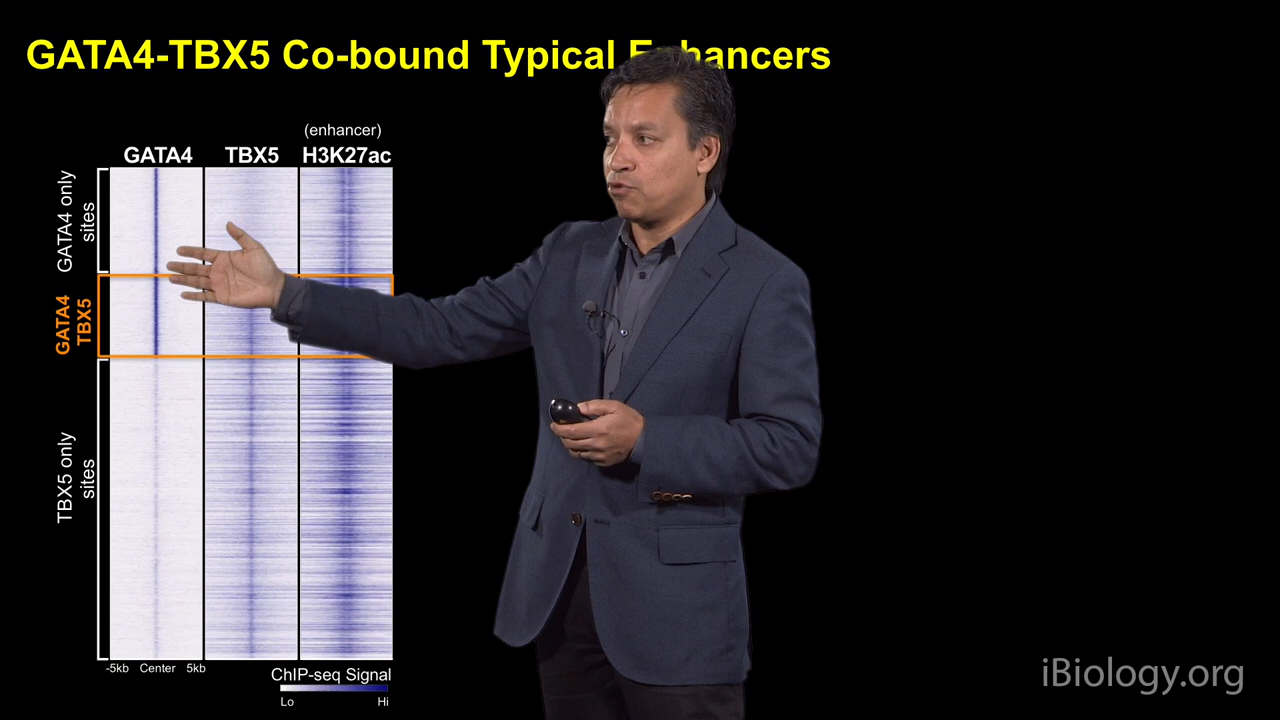 GATA4-TBX5 Co-bound Typical Enhancers
(enhancer)
GATA4 TBX5 H3K27ac
GATA4 only
sites
GATA4
TBX5
TBX5 only
sites
-5kb Center 5kb
ChIP-seq Signal
Lo Hi
iBiology.org